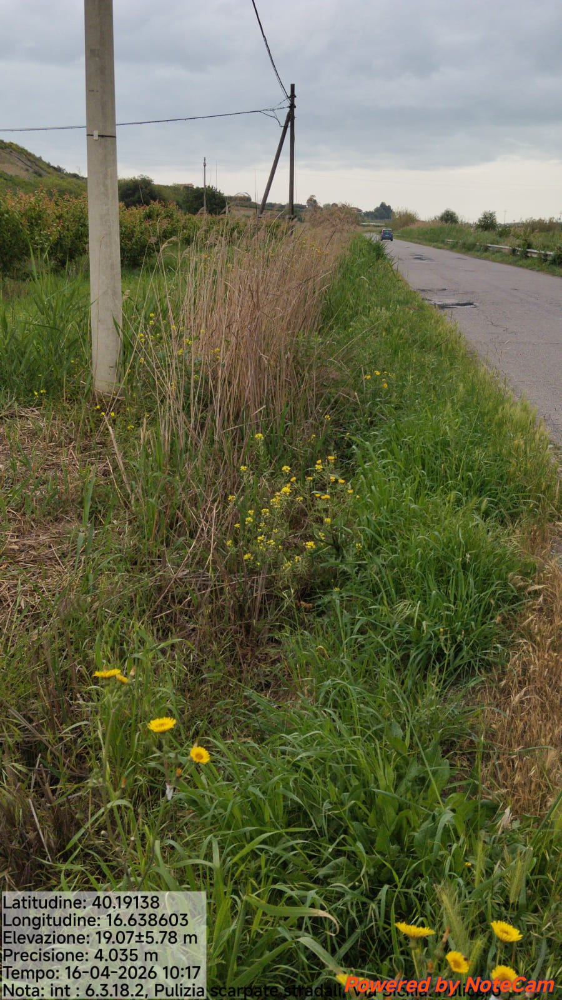 Latitudine: 40.19138
Longitudine: 16.638603
Elevazione: 19.07±5.78 m
Precisione: 4.035 m
Tempo: 16-04-2026 10:17
Nota: int : 6.3.18.2, Pulizia scarpate stradali
Powered by NoteCam